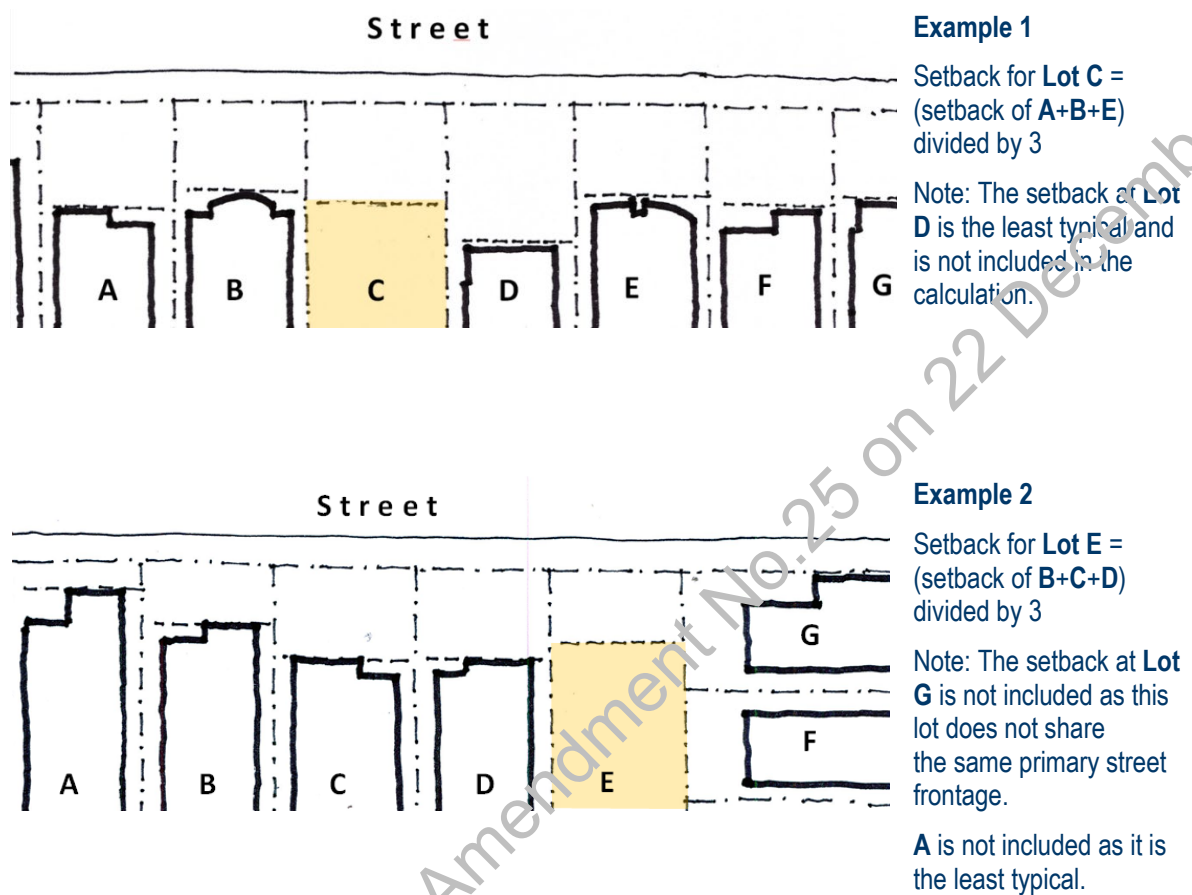 Street
Example 1
Setback for Lot C =
(setback of A+B+E)
divided by 3
Note: The setback at Lot
D is the least typical and
is not included in the
calculation.
A
B
C
D
E
F
G
Street
Example 2
Setback for Lot E =
(setback of B+C+D)
divided by 3
Note: The setback at Lot
G is not included as this
lot does not share
the same primary street
frontage.
A is not included as it is
the least typical.
A
B
C
D
E
G
F
Amendment No.25 on 22 Decemb